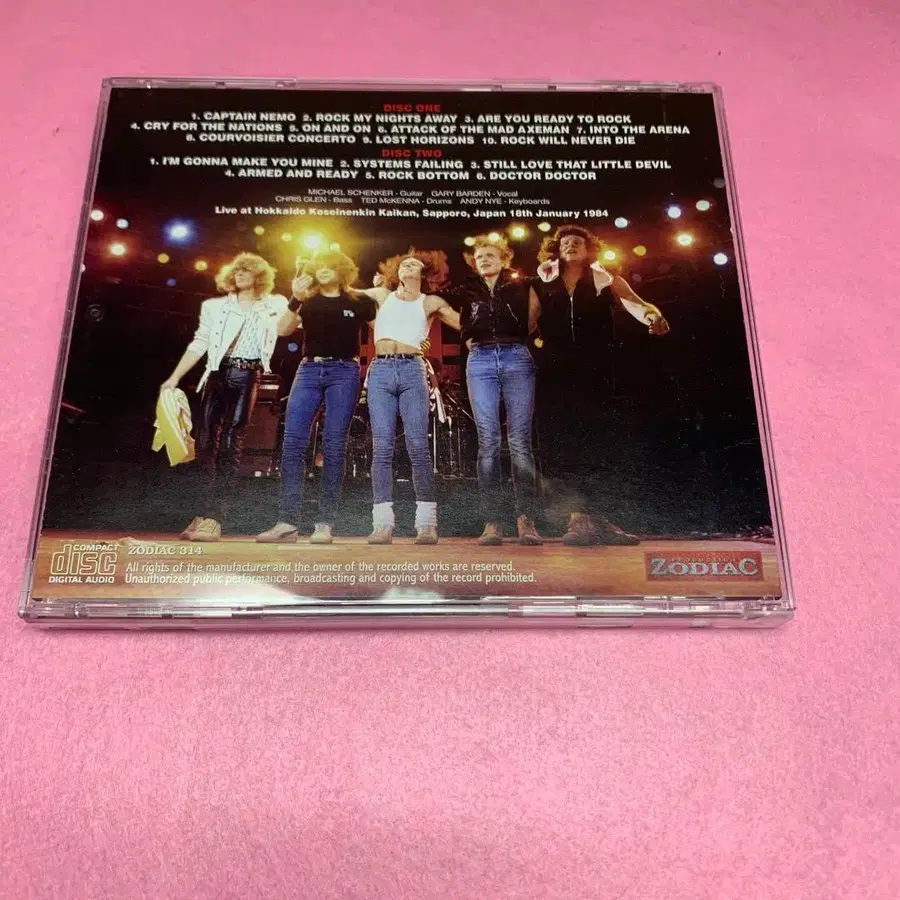 DISC ONE
1. CAPTAIN NEMO 2. ROCK MY NIGHTS AWAY 3. ARE YOU READY TO ROCK
4. CRY FOR THE NATIONS 5. ON AND ON 6. ATTACK OF THE MAD AXEMAN 7. INTO THE ARENA
8. COURVOISIER CONCERTO 9. LOST HORIZONS 10. ROCK WILL NEVER DIE
DISC TWO
1. I'M GONNA MAKE YOU MINE 2. SYSTEMS FAILING 3. STILL LOVE THAT LITTLE DEVIL
4. ARMED AND READY 5. ROCK BOTTOM 6. DOCTOR DOCTOR
MICHAEL SCHENKER - Guitar GARY BARDEN - Vocal
CHRIS GLEN - Bass TED McKENNA - Drums ANDY NYE - Keyboards
Live at Hokkaido Koseinenkin Kaikan, Sapporo, Japan 18th January 1984
COMPACT
disc
DIGITAL AUDIO
ZODIAC 314
All rights of the manufacturer and the owner of the recorded works are reserved.
Unauthorized public performance, broadcasting and copying of the record prohibited.
ZODIAC